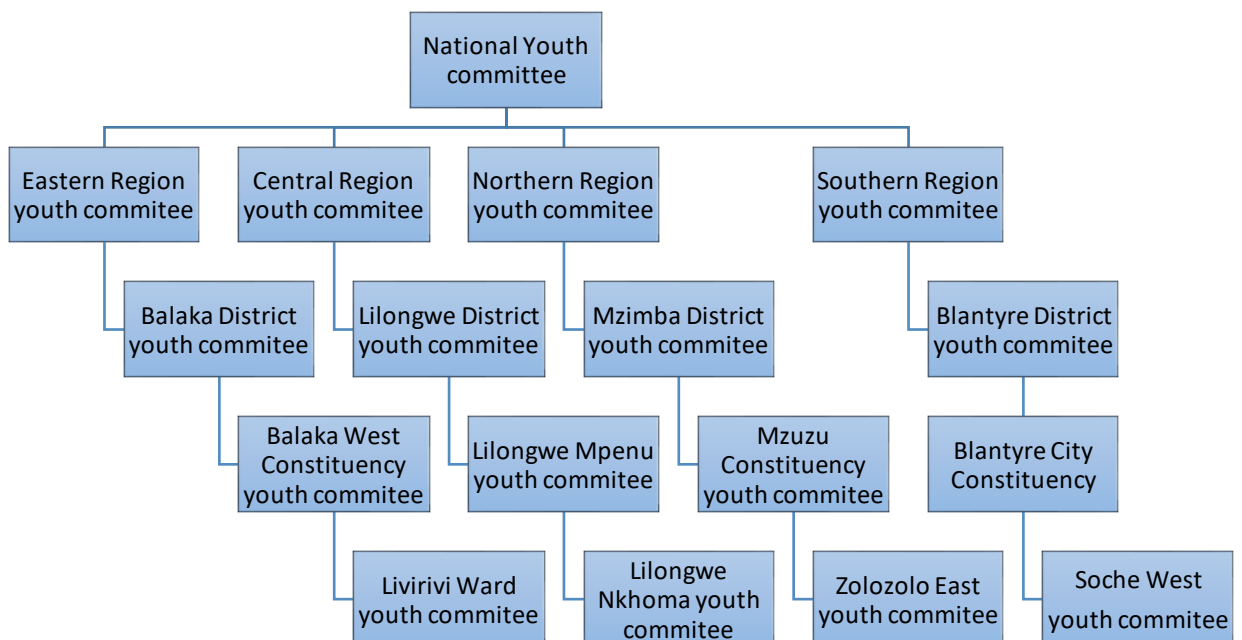 National Youth
committee
Eastern Region
youth commitee
Central Region
youth commitee
Northern Region
youth commitee
Southern Region
youth commitee
Balaka District
youth commitee
Lilongwe District
youth commitee
Mzimba District
youth commitee
Blantyre District
youth commitee
Balaka West
Constituency
youth commitee
Lilongwe Mpenu
youth commitee
Mzuzu
Constituency
youth commitee
Blantyre City
Constituency
Livirivi Ward
youth commitee
Lilongwe
Nkhoma youth
commitee
Zolozolo East
youth commitee
Soche West
youth commitee